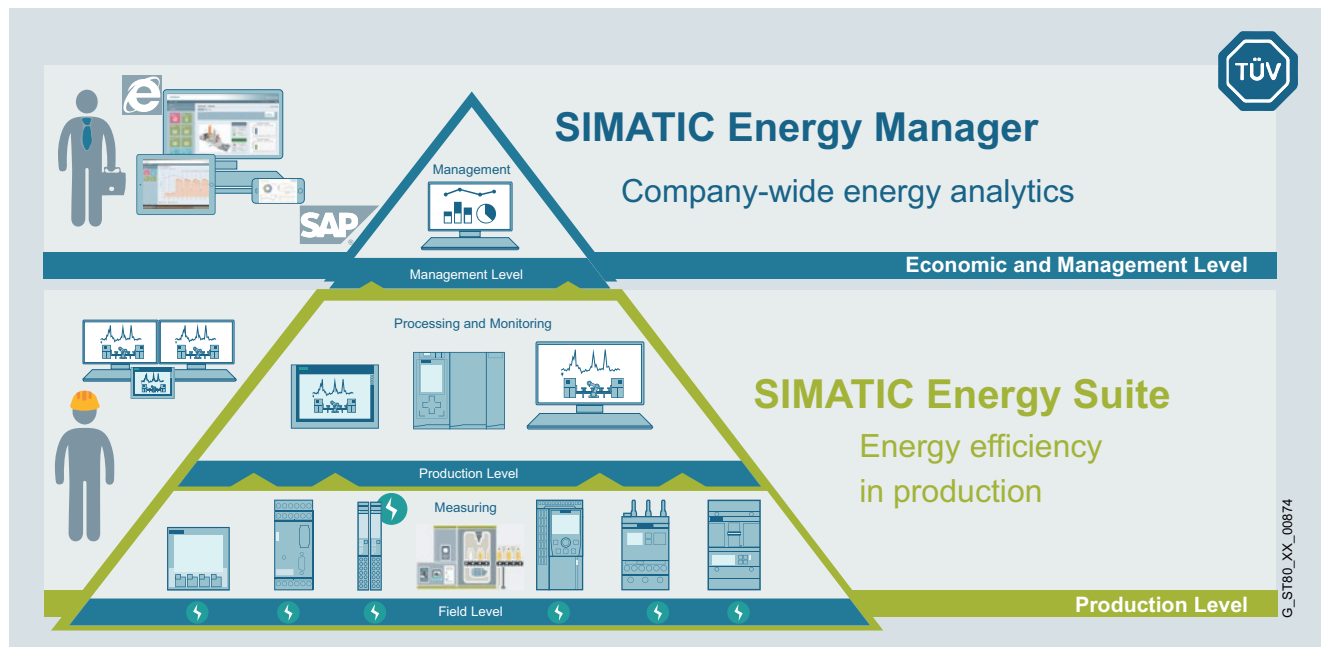 TÜV
SIMATIC Energy Manager
Management
Company-wide energy analytics
SAP
Economic and Management Level
Management Level
Processing and Monitoring
SIMATIC Energy Suite
Energy efficiency
in production
Production Level
Measuring
Field Level
Production Level
G_ST80_XX_00874